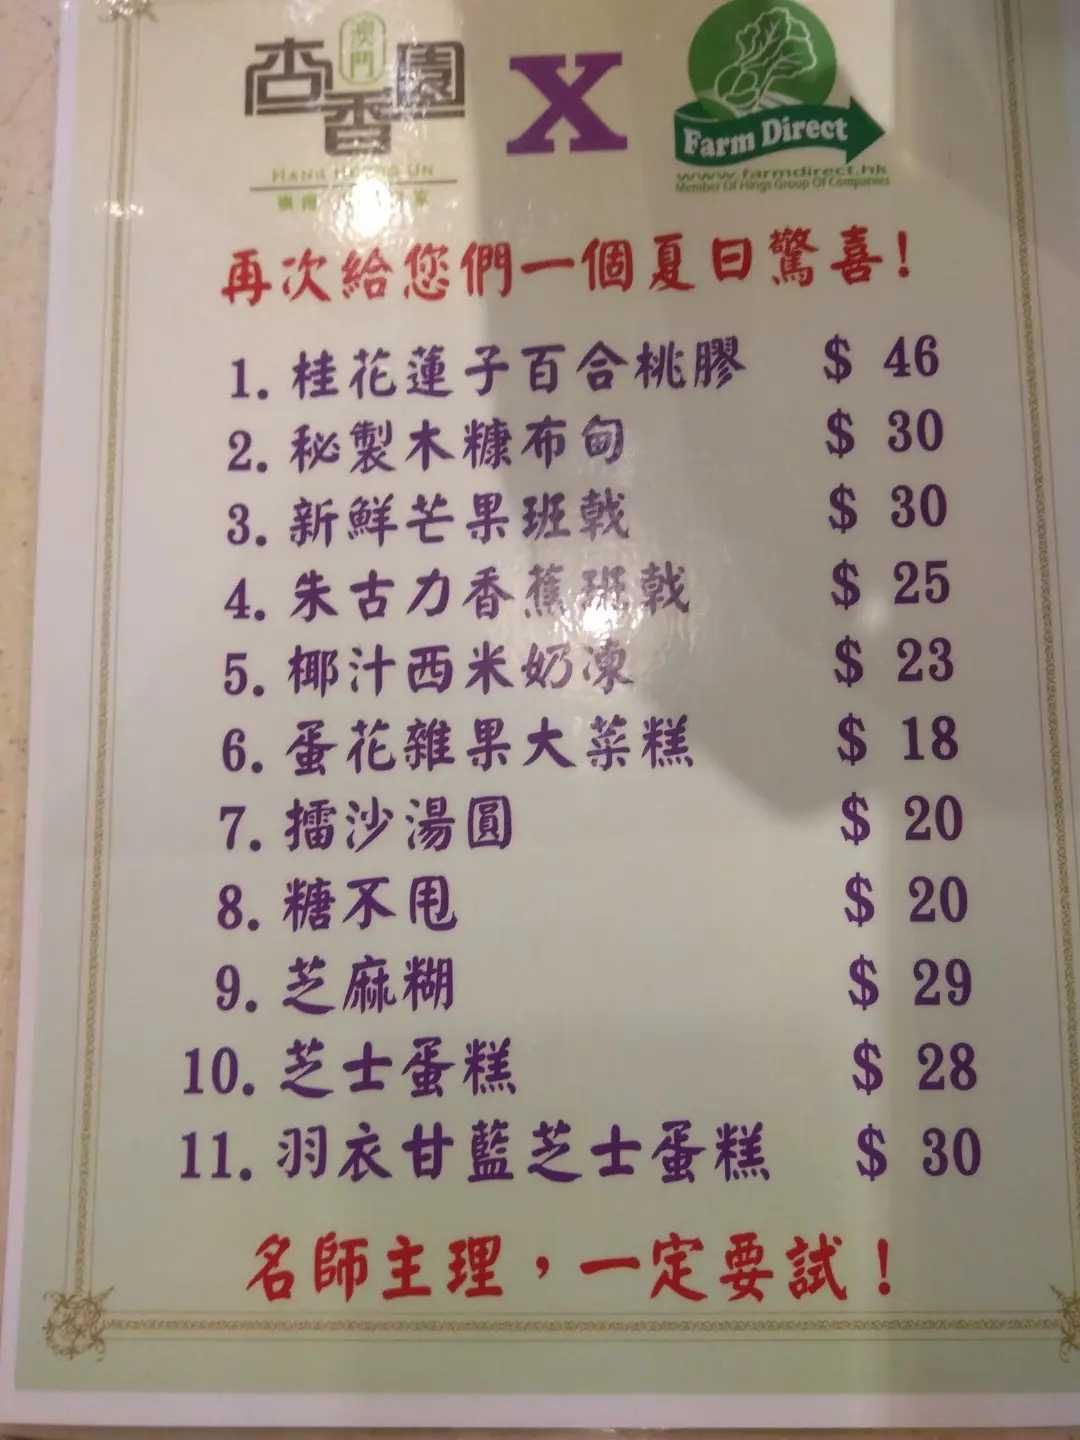 澳門
杏香園
X
Farm Direct
www.farmdirect.hk
Member Of Hings Group Of Companies
再次給您們一個夏日驚喜!
1. 桂花蓮子百合桃膠 $ 46
2. 秘製木糠布甸 $ 30
3. 新鮮芒果班戟 $ 30
4. 朱古力香蕉班戟 $ 25
5. 椰汁西米奶凍 $ 23
6. 蛋花雜果大菜糕 $ 18
7. 擂沙湯圓 $ 20
8. 糖不甩 $ 20
9. 芝麻糊 $ 29
10. 芝士蛋糕 $ 28
11. 羽衣甘藍芝士蛋糕 $ 30
名師主理，一定要試!